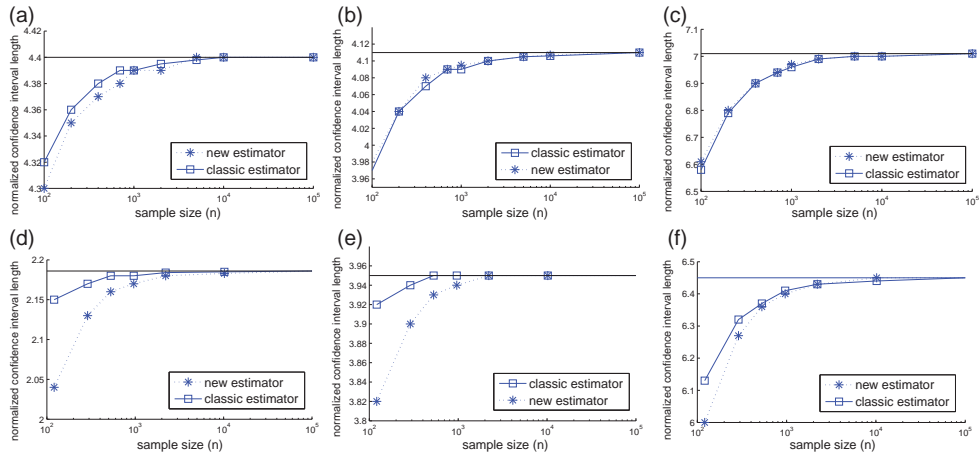 (a)
normalized confidence interval length
4.42
4.4
4.38
4.36
4.34
4.32
4.3
10² 10³ 10⁴ 10⁵
sample size (n)
new estimator
classic estimator
(b)
normalized confidence interval length
4.12
4.1
4.08
4.06
4.04
4.02
4
3.98
3.96
10² 10³ 10⁴ 10⁵
sample size (n)
classic estimator
new estimator
(c)
normalized confidence interval length
7.1
7
6.9
6.8
6.7
6.6
6.5
10² 10³ 10⁴ 10⁵
sample size (n)
new estimator
classic estimator
(d)
normalized confidence interval length
2.2
2.15
2.1
2.05
2
10² 10³ 10⁴ 10⁵
sample size (n)
new estimator
classic estimator
(e)
normalized confidence interval length
3.98
3.96
3.94
3.92
3.9
3.88
3.86
3.84
3.82
3.8
10² 10³ 10⁴ 10⁵
sample size (n)
classic estimator
new estimator
(f)
normalized confidence interval length
6.5
6.4
6.3
6.2
6.1
6
10² 10³ 10⁴ 10⁵
sample size (n)
new estimator
classic estimator